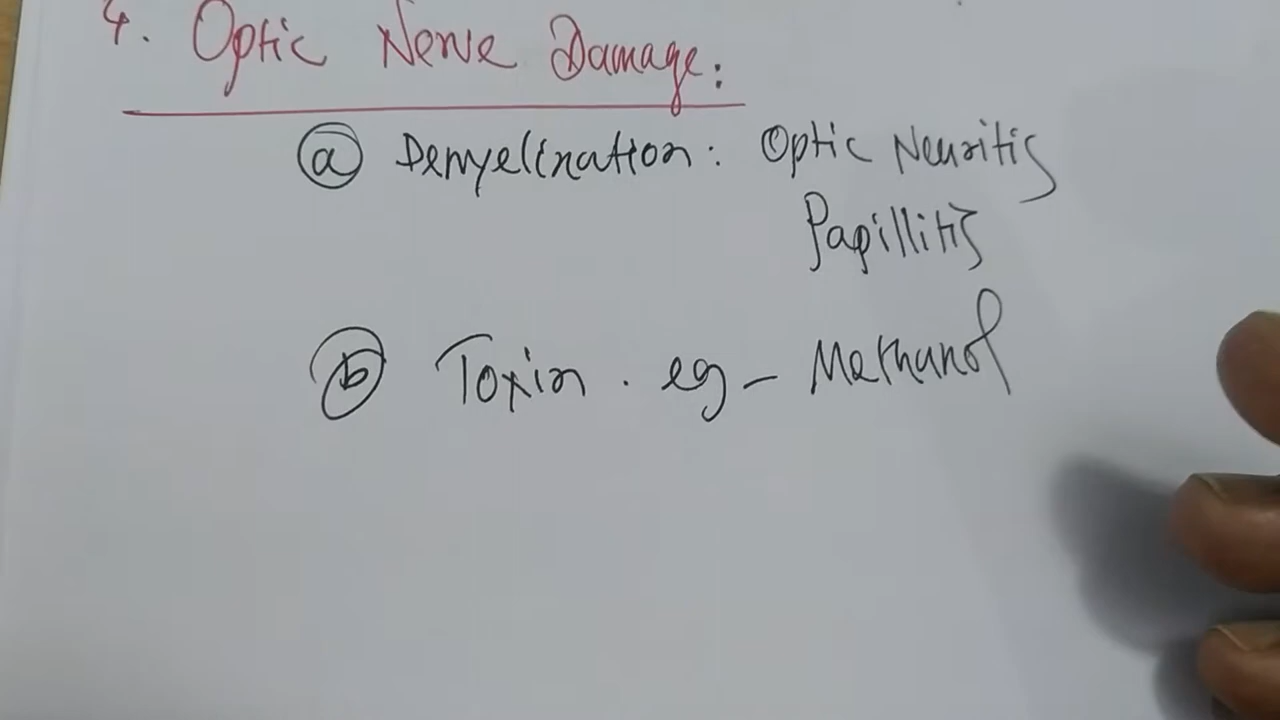 4. Optic Nerve Damage:
(a) Demyelination: Optic Neuritis
Papillitis
(b) Toxin. eg - Methanol